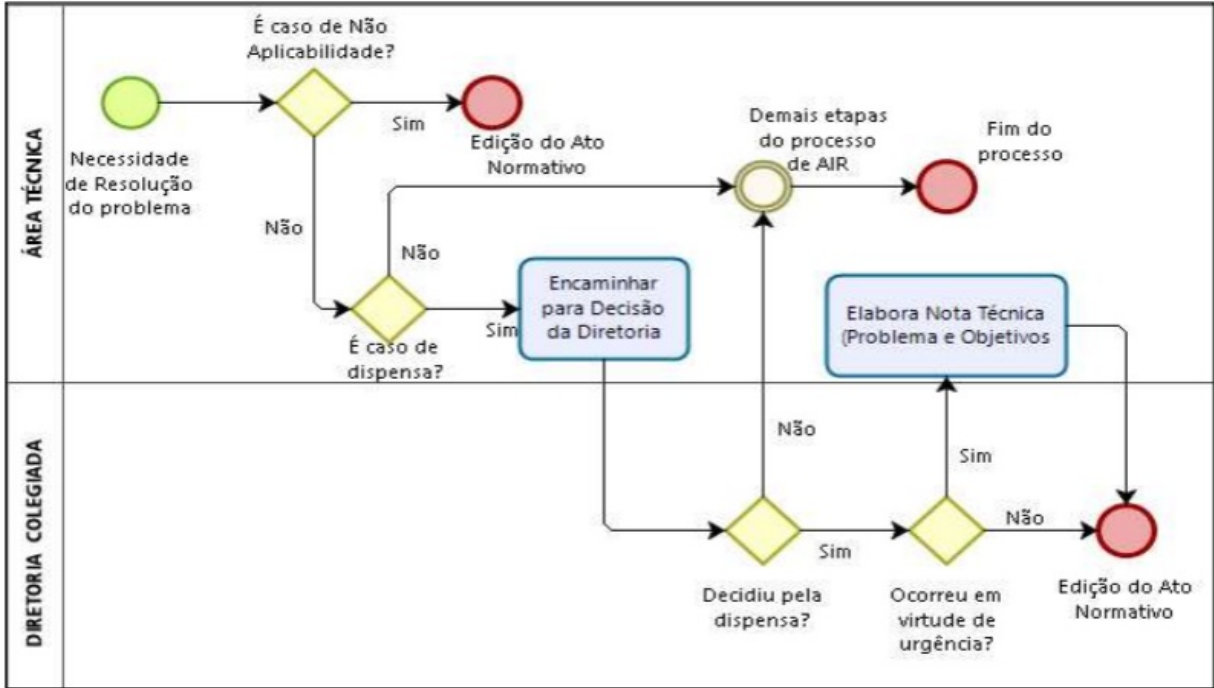 ÁREA TÉCNICA
É caso de Não
Aplicabilidade?
Necessidade
de Resolução
do problema
Sim
Edição do Ato
Normativo
Não
É caso de
dispensa?
Não
Sim
Encaminhar
para Decisão
da Diretoria
Demais etapas
do processo
de AIR
Fim do
processo
Elabora Nota Técnica
(Problema e Objetivos
DIRETORIA COLEGIADA
Não
Decidiu pela
dispensa?
Sim
Sim
Ocorreu em
virtude de
urgência?
Não
Edição do Ato
Normativo